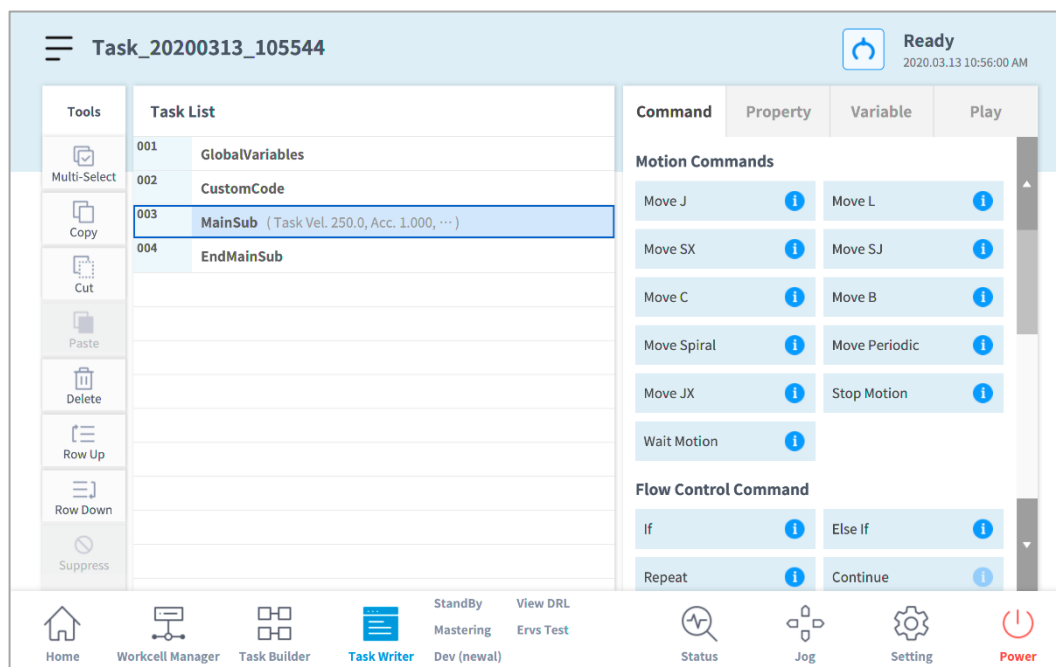 Task_20200313_105544
Ready
2020.03.13 10:56:00 AM
Tools
Multi-Select
Copy
Cut
Paste
Delete
Row Up
Row Down
Suppress
Task List
001 GlobalVariables
002 CustomCode
003 MainSub ( Task Vel. 250.0, Acc. 1.000, ··· )
004 EndMainSub
Command Property Variable Play
Motion Commands
Move J Move L
Move SX Move SJ
Move C Move B
Move Spiral Move Periodic
Move JX Stop Motion
Wait Motion
Flow Control Command
If Else If
Repeat Continue
Home
Workcell Manager
Task Builder
Task Writer
StandBy View DRL
Mastering Ervs Test
Dev (newal)
Status
Jog
Setting
Power